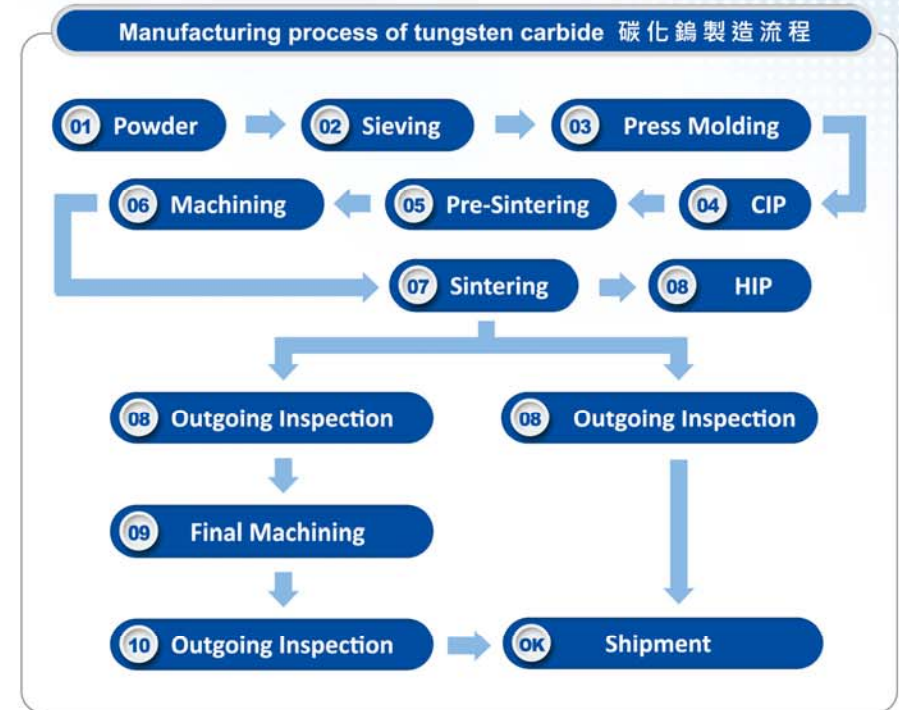 Manufacturing process of tungsten carbide 碳化鎢製造流程
01 Powder
02 Sieving
03 Press Molding
04 CIP
05 Pre-Sintering
06 Machining
07 Sintering
08 HIP
08 Outgoing Inspection
08 Outgoing Inspection
09 Final Machining
10 Outgoing Inspection
OK Shipment